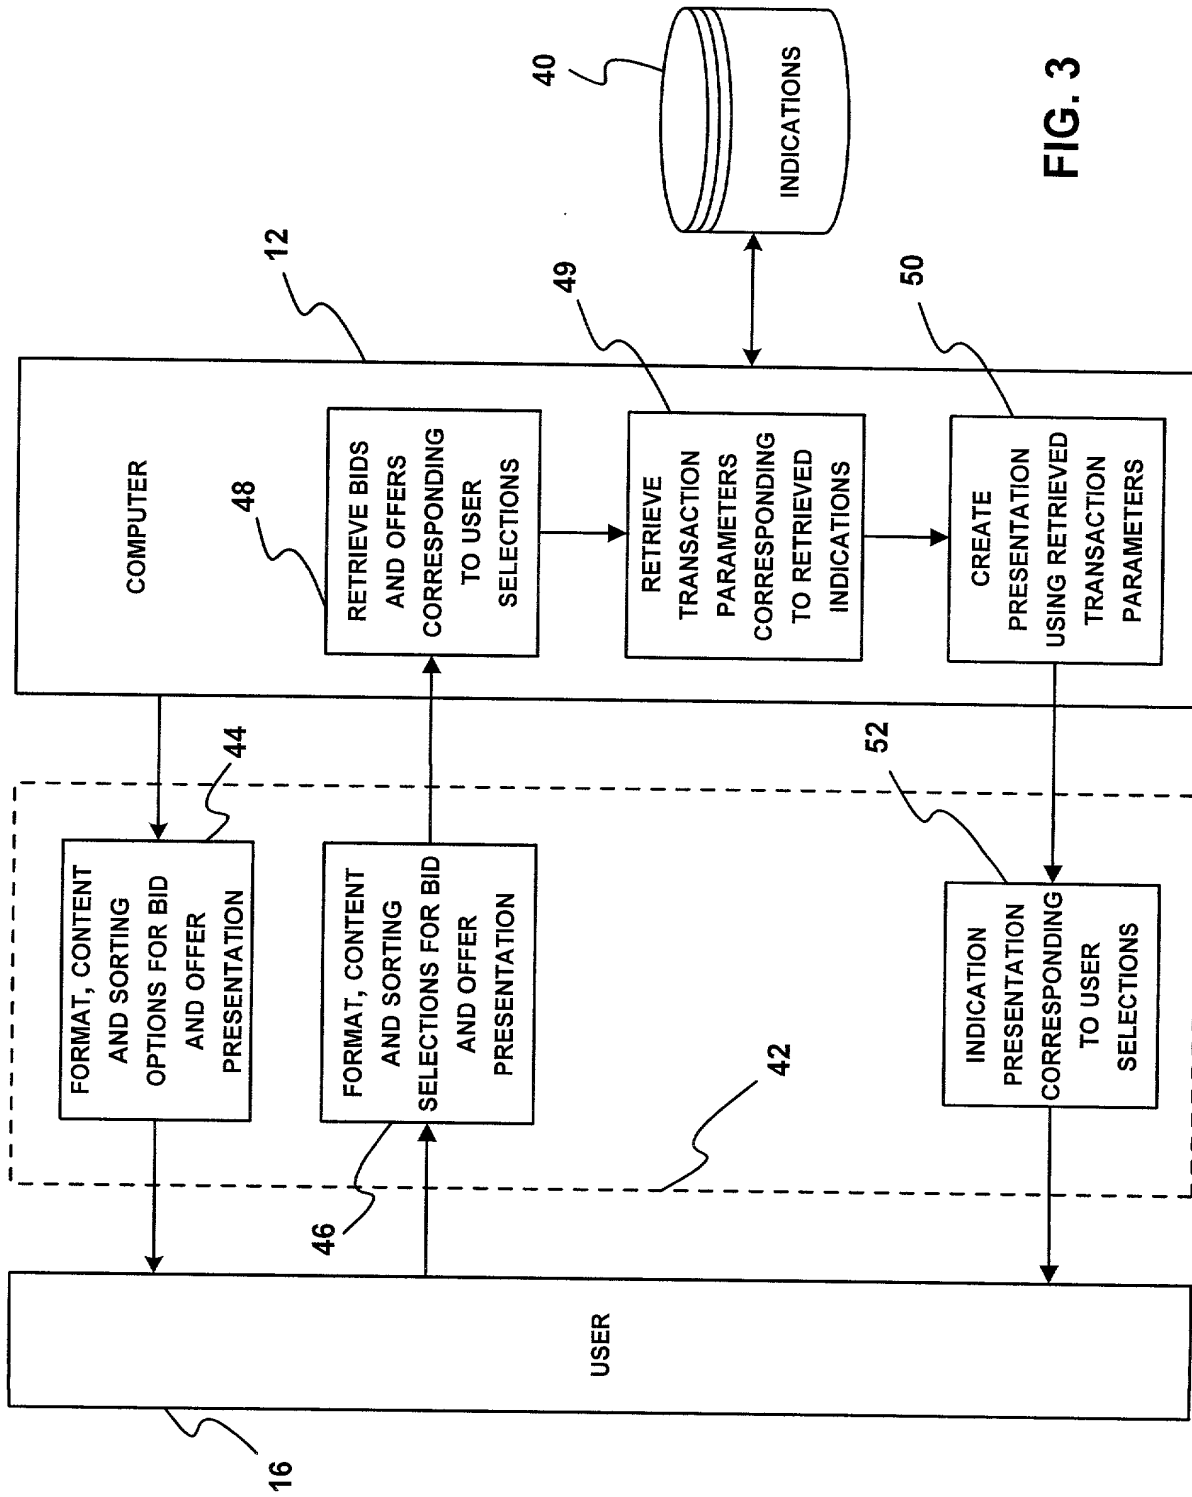 16
USER
42
44
FORMAT, CONTENT
AND SORTING
OPTIONS FOR BID
AND OFFER
PRESENTATION
46
FORMAT, CONTENT
AND SORTING
SELECTIONS FOR BID
AND OFFER
PRESENTATION
52
INDICATION
PRESENTATION
CORRESPONDING
TO USER
SELECTIONS
12
COMPUTER
48
RETRIEVE BIDS
AND OFFERS
CORRESPONDING
TO USER
SELECTIONS
49
RETRIEVE
TRANSACTION
PARAMETERS
CORRESPONDING
TO RETRIEVED
INDICATIONS
50
CREATE
PRESENTATION
USING RETRIEVED
TRANSACTION
PARAMETERS
40
INDICATIONS
FIG. 3